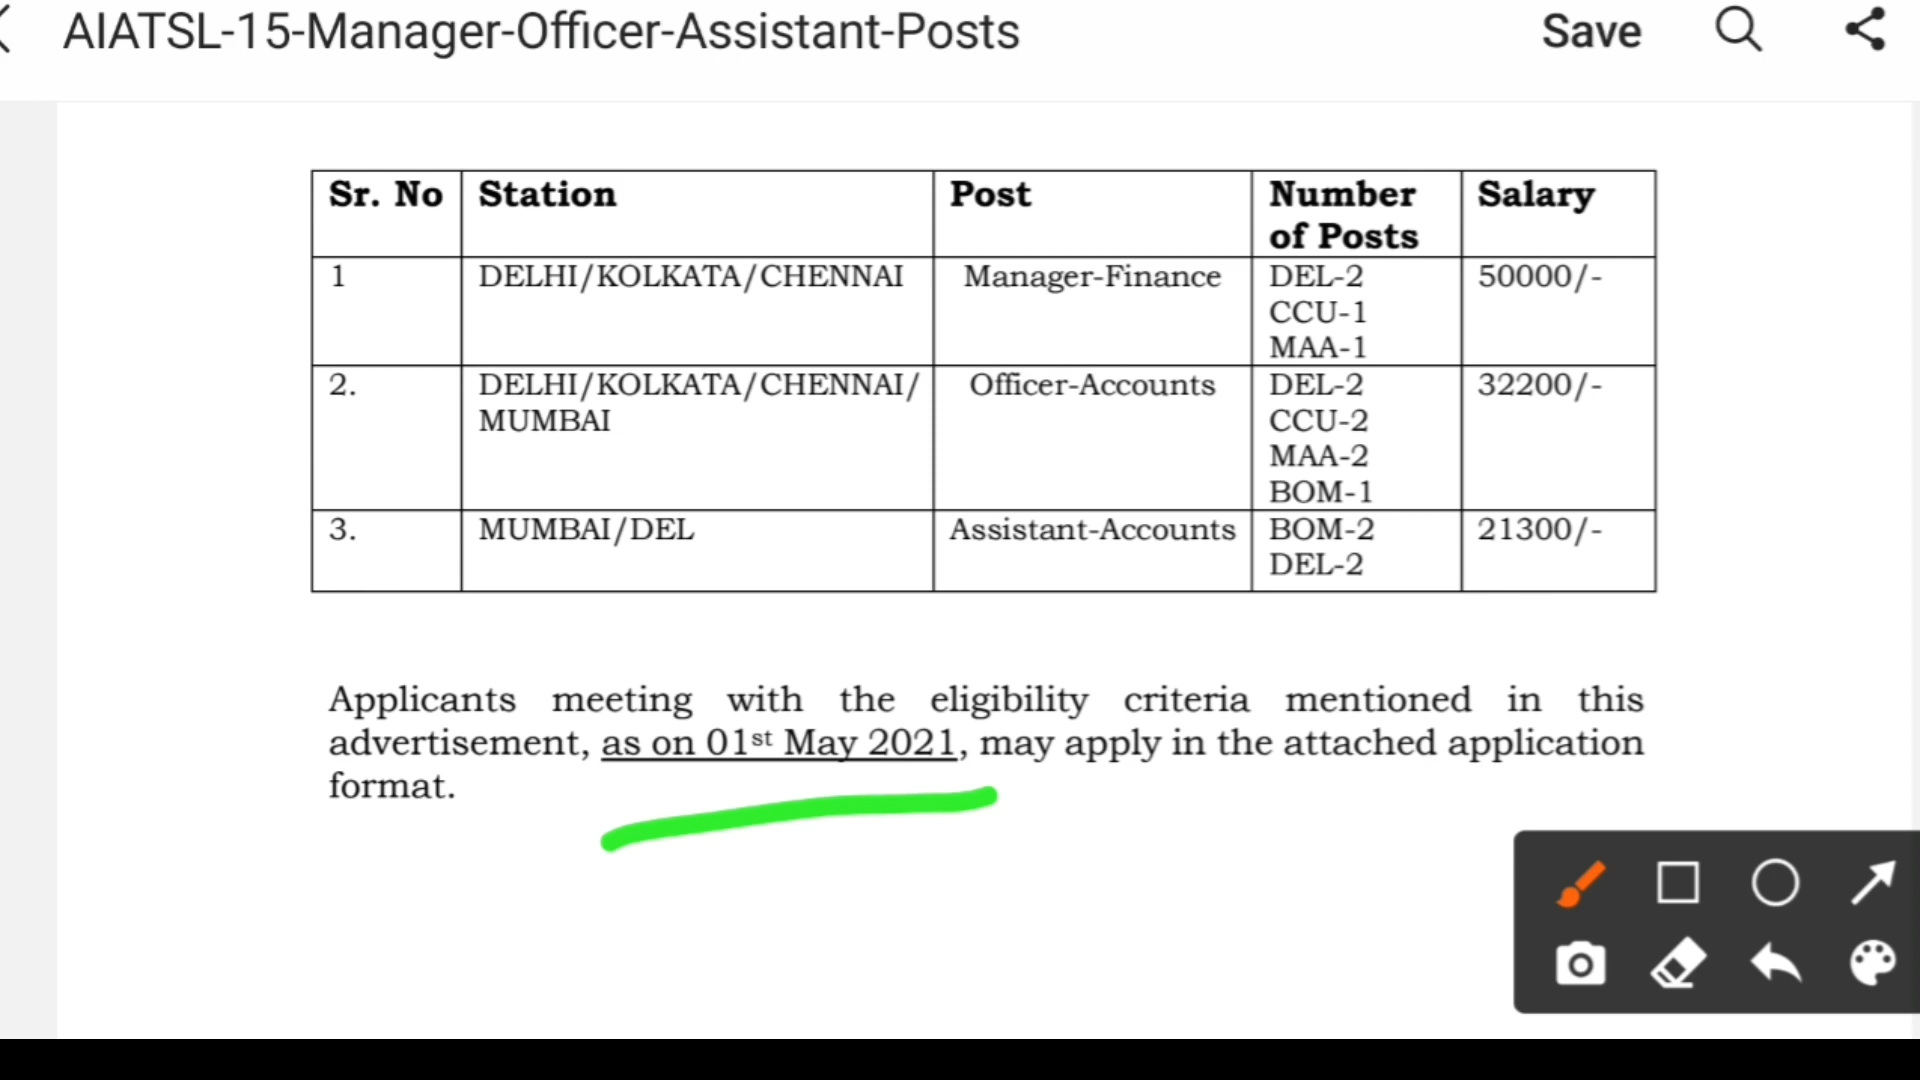 AIATSL-15-Manager-Officer-Assistant-Posts
Save
Sr. No Station Post Number of Posts Salary
1 DELHI/KOLKATA/CHENNAI Manager-Finance DEL-2 50000/-
CCU-1
MAA-1
2. DELHI/KOLKATA/CHENNAI/ Officer-Accounts DEL-2 32200/-
MUMBAI CCU-2
MAA-2
BOM-1
3. MUMBAI/DEL Assistant-Accounts BOM-2 21300/-
DEL-2
Applicants meeting with the eligibility criteria mentioned in this
advertisement, as on 01st May 2021, may apply in the attached application
format.